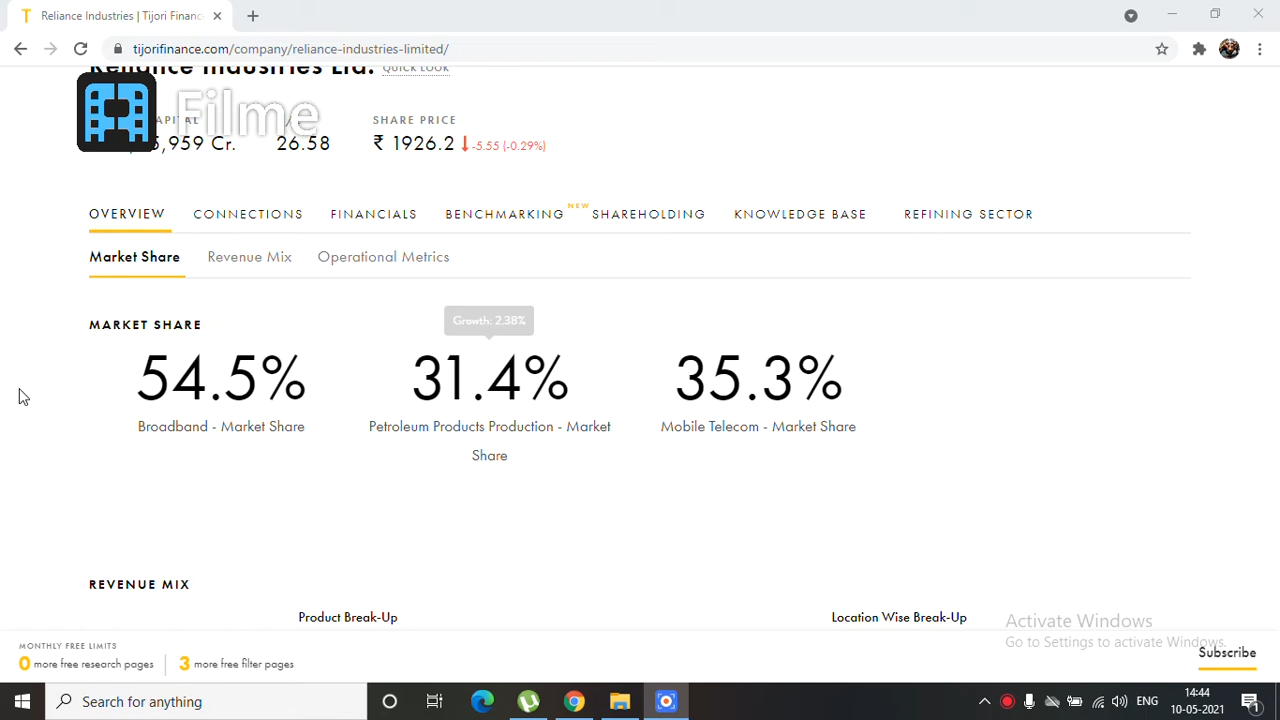 Reliance Industries | Tijori Financ
tijorifinance.com/company/reliance-industries-limited/
Reliance Industries Ltd. QUICK LOOK
Filme
SHARE PRICE
,959 Cr. 26.58 ₹ 1926.2 -5.55 (-0.29%)
OVERVIEW CONNECTIONS FINANCIALS BENCHMARKING NEW SHAREHOLDING KNOWLEDGE BASE REFINING SECTOR
Market Share Revenue Mix Operational Metrics
MARKET SHARE
Growth: 2.38%
54.5% 31.4% 35.3%
Broadband - Market Share Petroleum Products Production - Market Mobile Telecom - Market Share
Share
REVENUE MIX
Product Break-Up Location Wise Break-Up
Activate Windows
Go to Settings to activate Windows.
MONTHLY FREE LIMITS
0 more free research pages 3 more free filter pages
Subscribe
Search for anything
ENG
14:44
10-05-2021
1